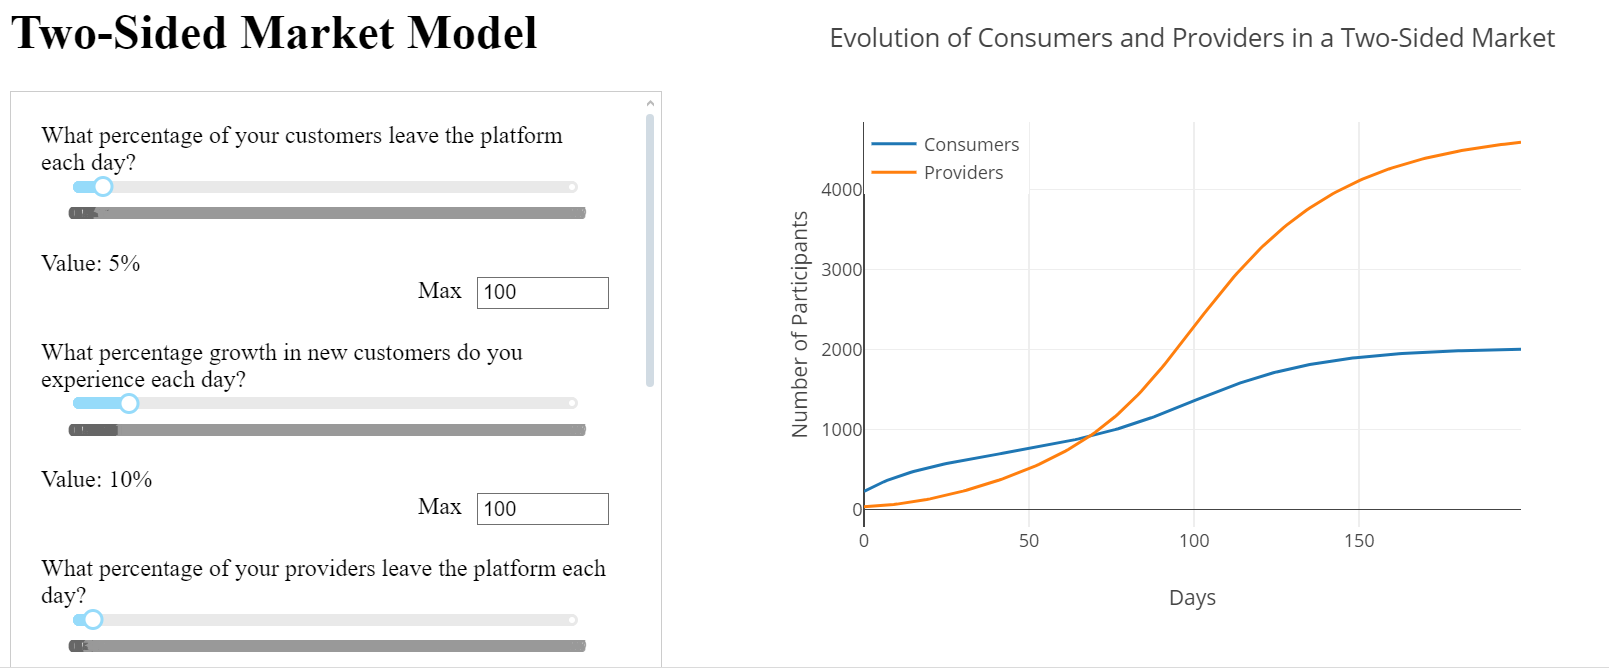 Two-Sided Market Model
What percentage of your customers leave the platform
each day?
Value: 5%
Max 100
What percentage growth in new customers do you
experience each day?
Value: 10%
Max 100
What percentage of your providers leave the platform each
day?
Evolution of Consumers and Providers in a Two-Sided Market
Consumers
Providers
Number of Participants
4000
3000
2000
1000
0
0 50 100 150
Days